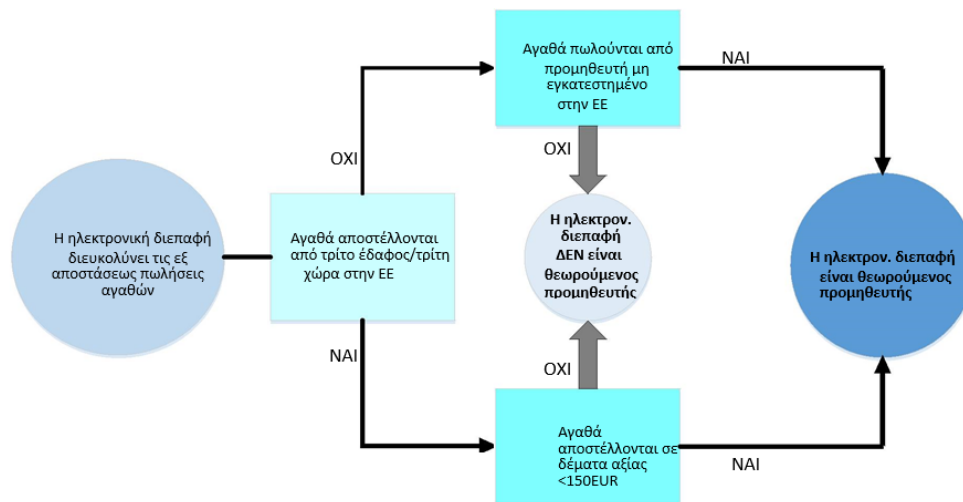 Αγαθά πωλούνται από
προμηθευτή μη
εγκατεστημένο
στην ΕΕ
ΝΑΙ
ΟΧΙ
ΟΧΙ
Η ηλεκτρονική διεπαφή
διευκολύνει τις εξ
αποστάσεως πωλήσεις
αγαθών
Αγαθά αποστέλλονται
από τρίτο έδαφος/τρίτη
χώρα στην ΕΕ
Η ηλεκτρον.
διεπαφή
ΔΕΝ είναι
θεωρούμενος
προμηθευτής
Η ηλεκτρον. διεπαφή
είναι θεωρούμενος
προμηθευτής
ΝΑΙ
ΟΧΙ
Αγαθά
αποστέλλονται σε
δέματα αξίας
<150EUR
ΝΑΙ